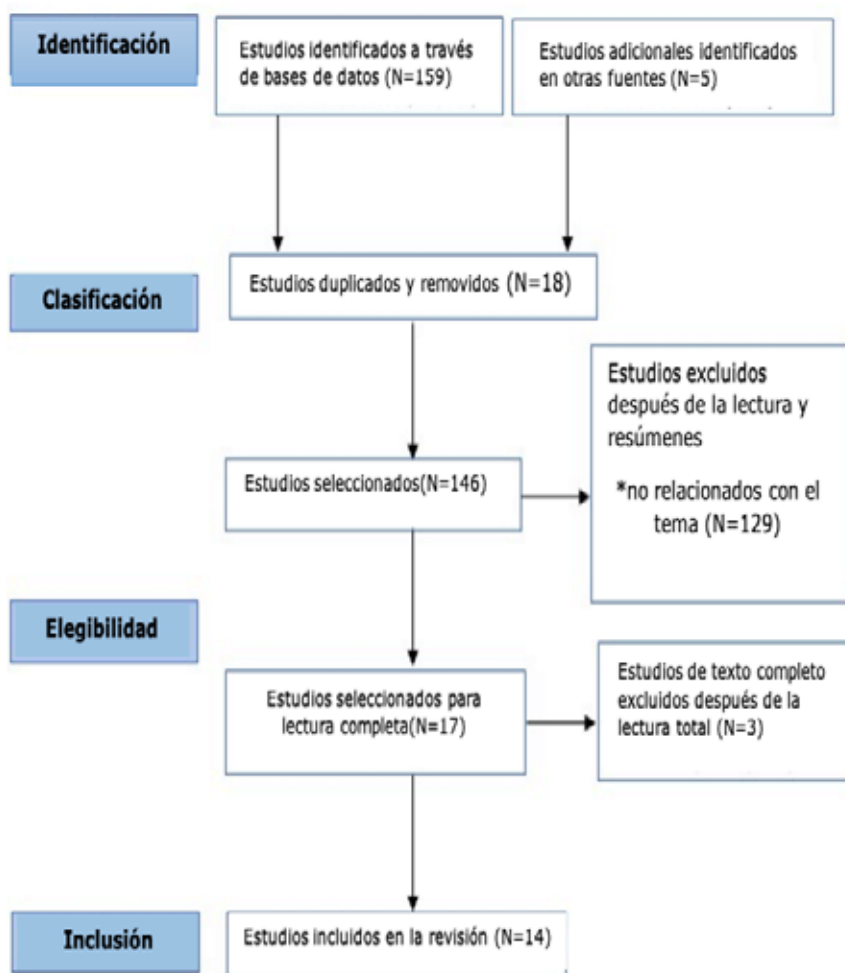 Identificación
Estudios identificados a través
de bases de datos (N=159)
Estudios adicionales identificados
en otras fuentes (N=5)
Clasificación
Estudios duplicados y removidos (N=18)
Estudios excluidos
después de la lectura y
resúmenes
*no relacionados con el
tema (N=129)
Estudios seleccionados(N=146)
Elegibilidad
Estudios seleccionados para
lectura completa(N=17)
Estudios de texto completo
excluidos después de la
lectura total (N=3)
Inclusión
Estudios incluidos en la revisión (N=14)